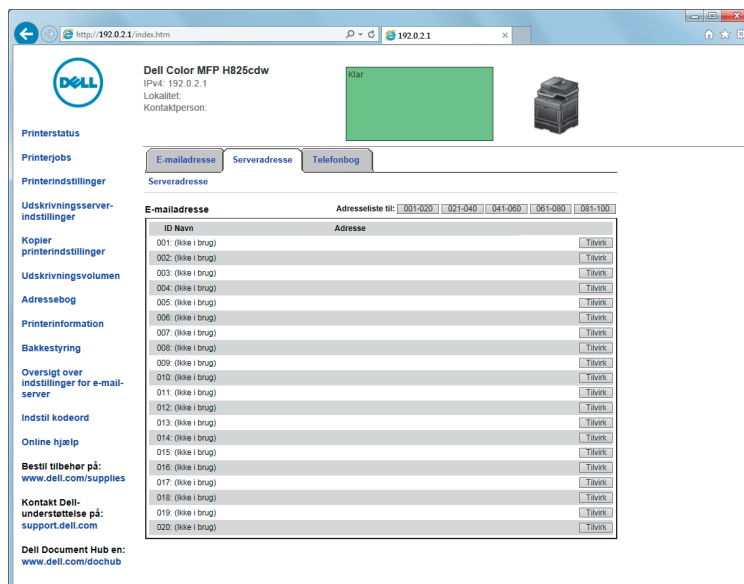 http://192.0.2.1/index.htm
192.0.2.1
DELL
Dell Color MFP H825cdw
IPv4: 192.0.2.1
Lokalitet:
Kontaktperson:
Klar
Printerstatus
Printerjobs
Printerindstillinger
Udskrivningsserver-
indstillinger
Kopier
printerindstillinger
Udskrivningsvolumen
Adressebog
Printerinformation
Bakkestyring
Oversigt over
indstillinger for e-mail-
server
Indstil kodeord
Online hjælp
Bestil tilbehør på:
www.dell.com/supplies
Kontakt Dell-
understøttelse på:
support.dell.com
Dell Document Hub en:
www.dell.com/dochub
E-mailadresse Serveradresse Telefonbog
Serveradresse
E-mailadresse Adresseliste til: 001-020 021-040 041-060 061-080 081-100
ID Navn Adresse
001: (Ikke i brug) Tilvirk
002: (Ikke i brug) Tilvirk
003: (Ikke i brug) Tilvirk
004: (Ikke i brug) Tilvirk
005: (Ikke i brug) Tilvirk
006: (Ikke i brug) Tilvirk
007: (Ikke i brug) Tilvirk
008: (Ikke i brug) Tilvirk
009: (Ikke i brug) Tilvirk
010: (Ikke i brug) Tilvirk
011: (Ikke i brug) Tilvirk
012: (Ikke i brug) Tilvirk
013: (Ikke i brug) Tilvirk
014: (Ikke i brug) Tilvirk
015: (Ikke i brug) Tilvirk
016: (Ikke i brug) Tilvirk
017: (Ikke i brug) Tilvirk
018: (Ikke i brug) Tilvirk
019: (Ikke i brug) Tilvirk
020: (Ikke i brug) Tilvirk